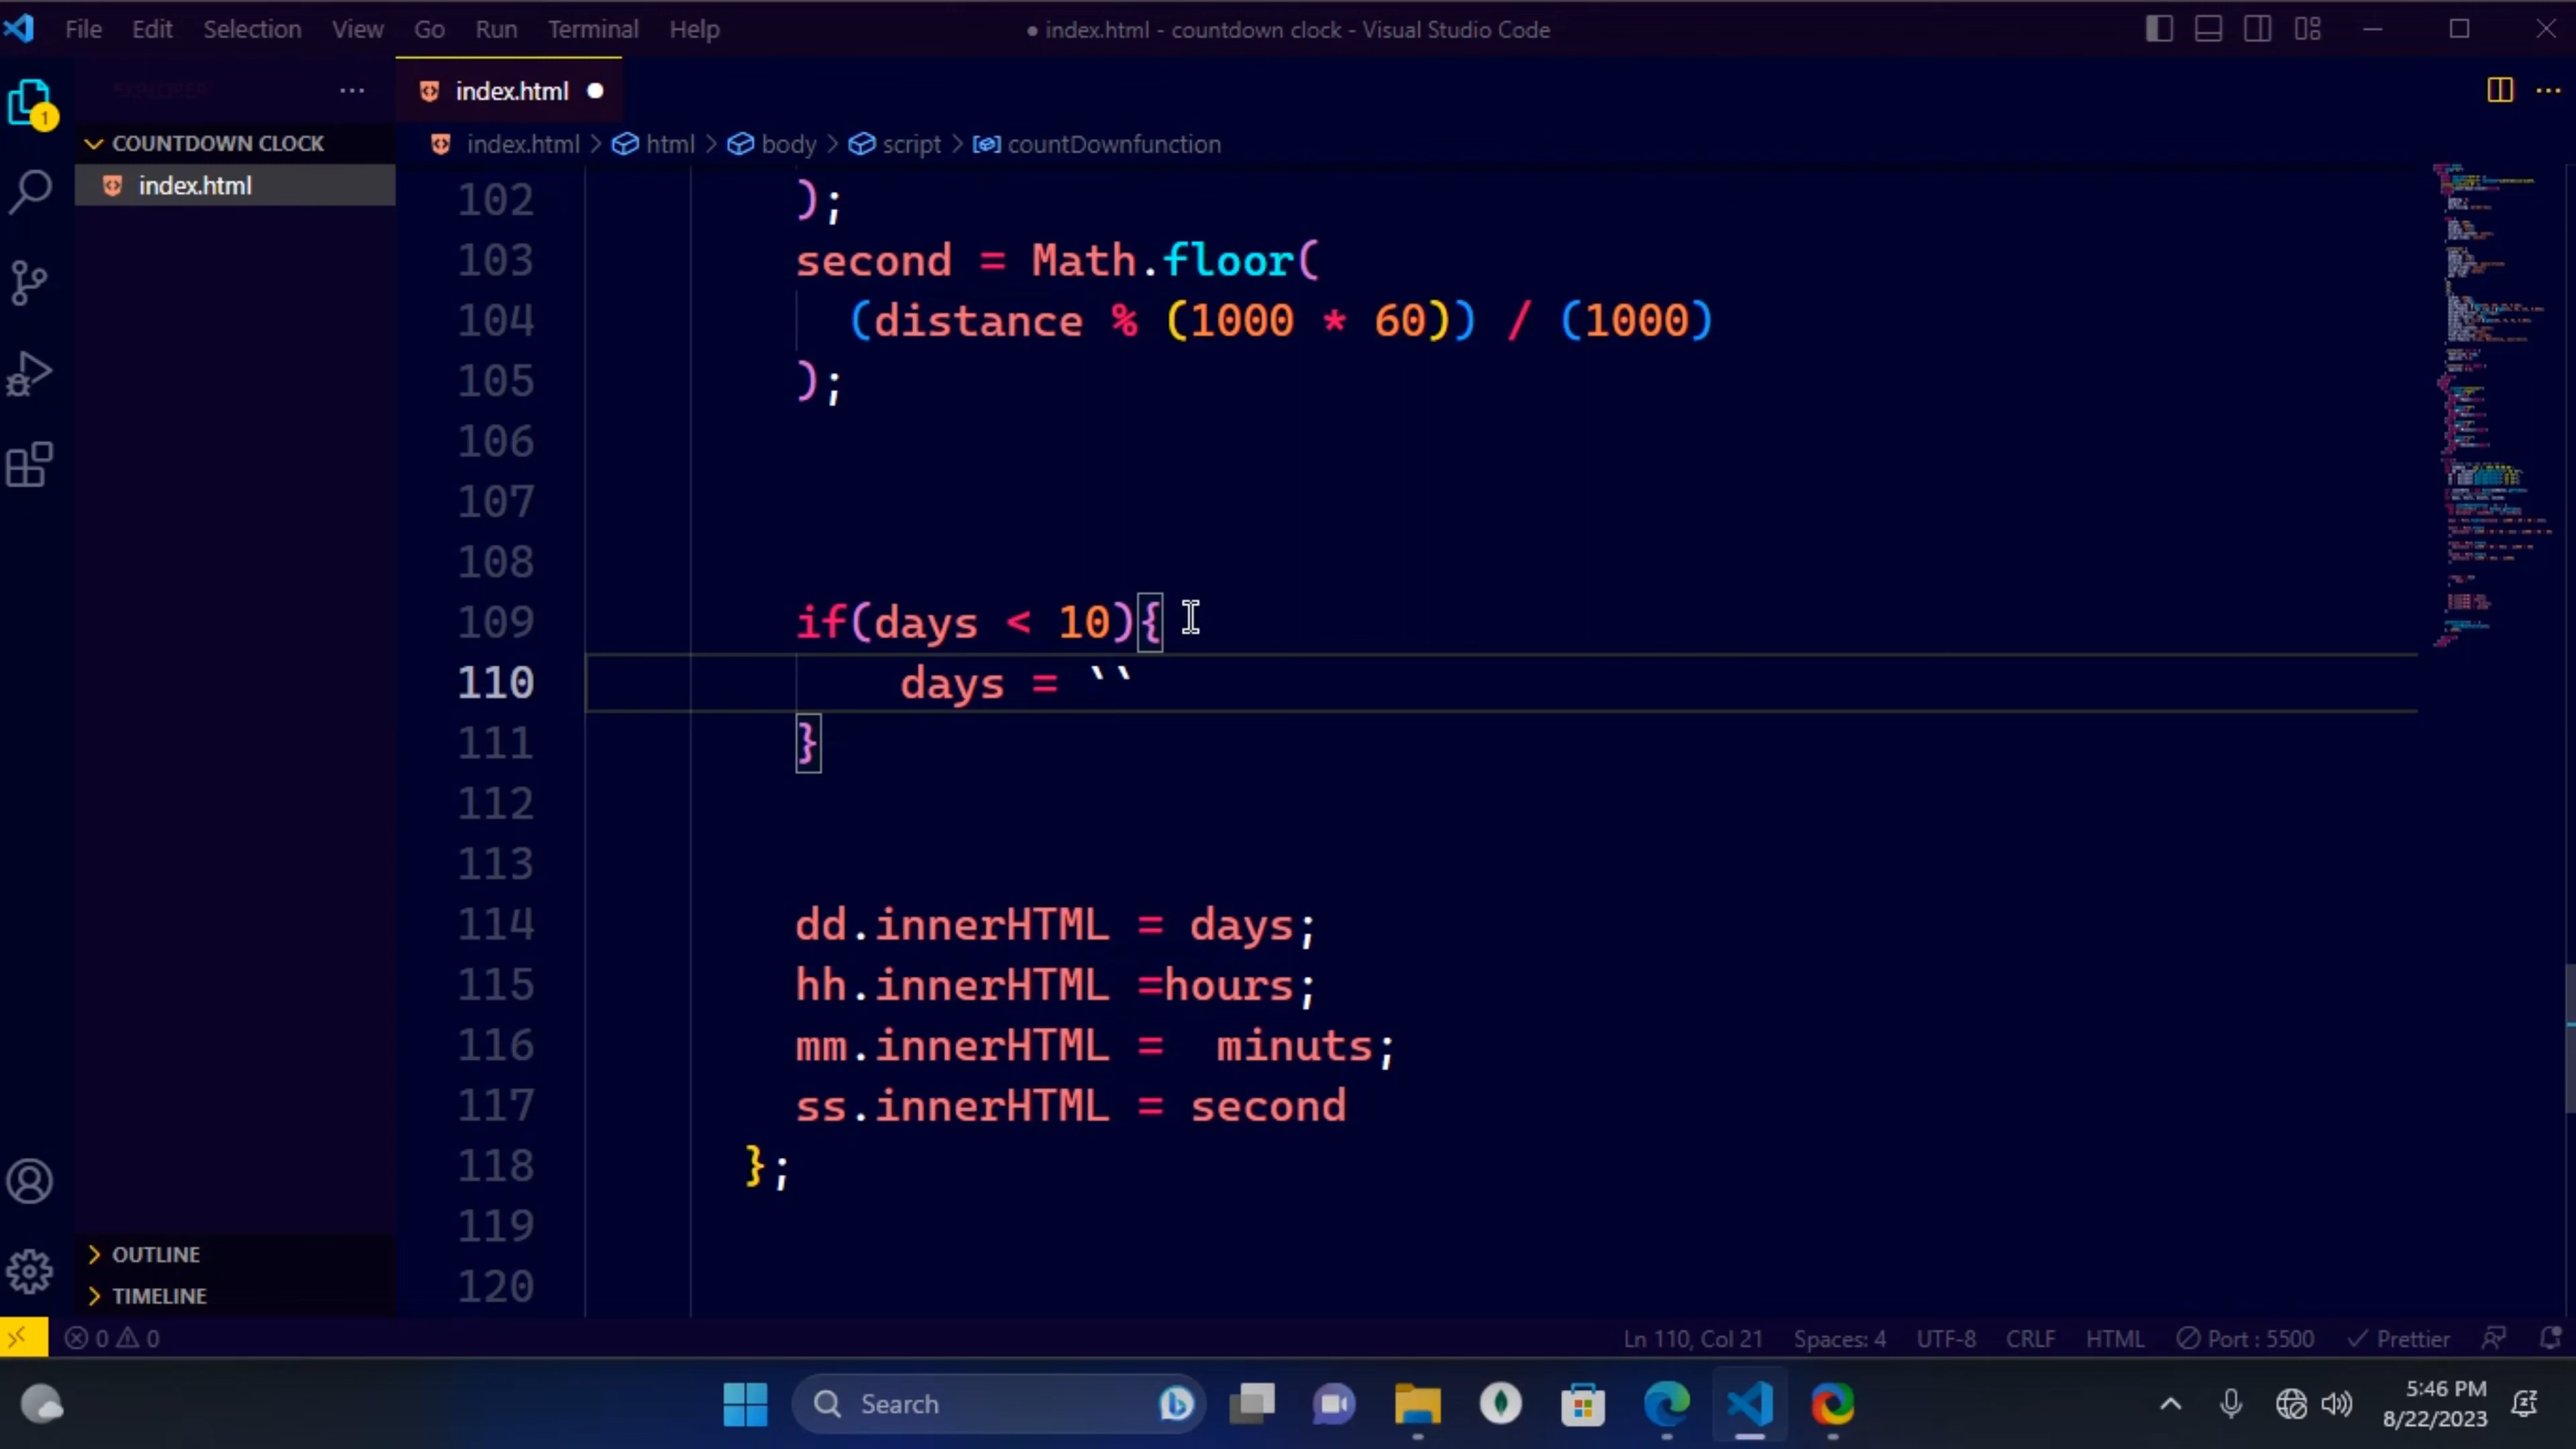 File Edit Selection View Go Run Terminal Help
● index.html - countdown clock - Visual Studio Code
index.html
COUNTDOWN CLOCK
index.html
index.html > html > body > script > countDownfunction
102 );
103 second = Math.floor(
104 (distance % (1000 * 60)) / (1000)
105 );
106
107
108
109 if(days < 10){
110 days = ``
111 }
112
113
114 dd.innerHTML = days;
115 hh.innerHTML =hours;
116 mm.innerHTML =  minuts;
117 ss.innerHTML = second
118 };
119
120
1
OUTLINE
TIMELINE
0 0
Ln 110, Col 21 Spaces: 4 UTF-8 CRLF HTML Port : 5500 Prettier
Search
5:46 PM
8/22/2023